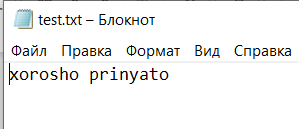 test.txt – Блокнот
Файл Правка Формат Вид Справка
xorosho prinyato